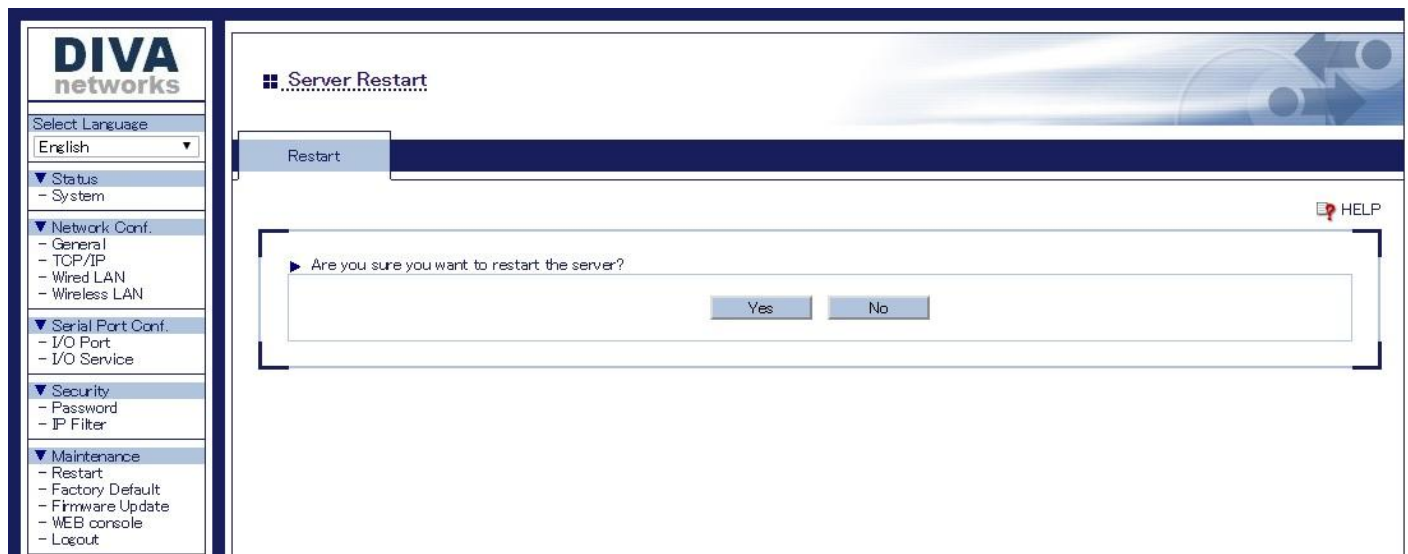 DIVA
networks
Select Language
English
▼ Status
- System
▼ Network Conf.
- General
- TCP/IP
- Wired LAN
- Wireless LAN
▼ Serial Port Conf.
- I/O Port
- I/O Service
▼ Security
- Password
- IP Filter
▼ Maintenance
- Restart
- Factory Default
- Firmware Update
- WEB console
- Logout
Server Restart
Restart
HELP
Are you sure you want to restart the server?
Yes No